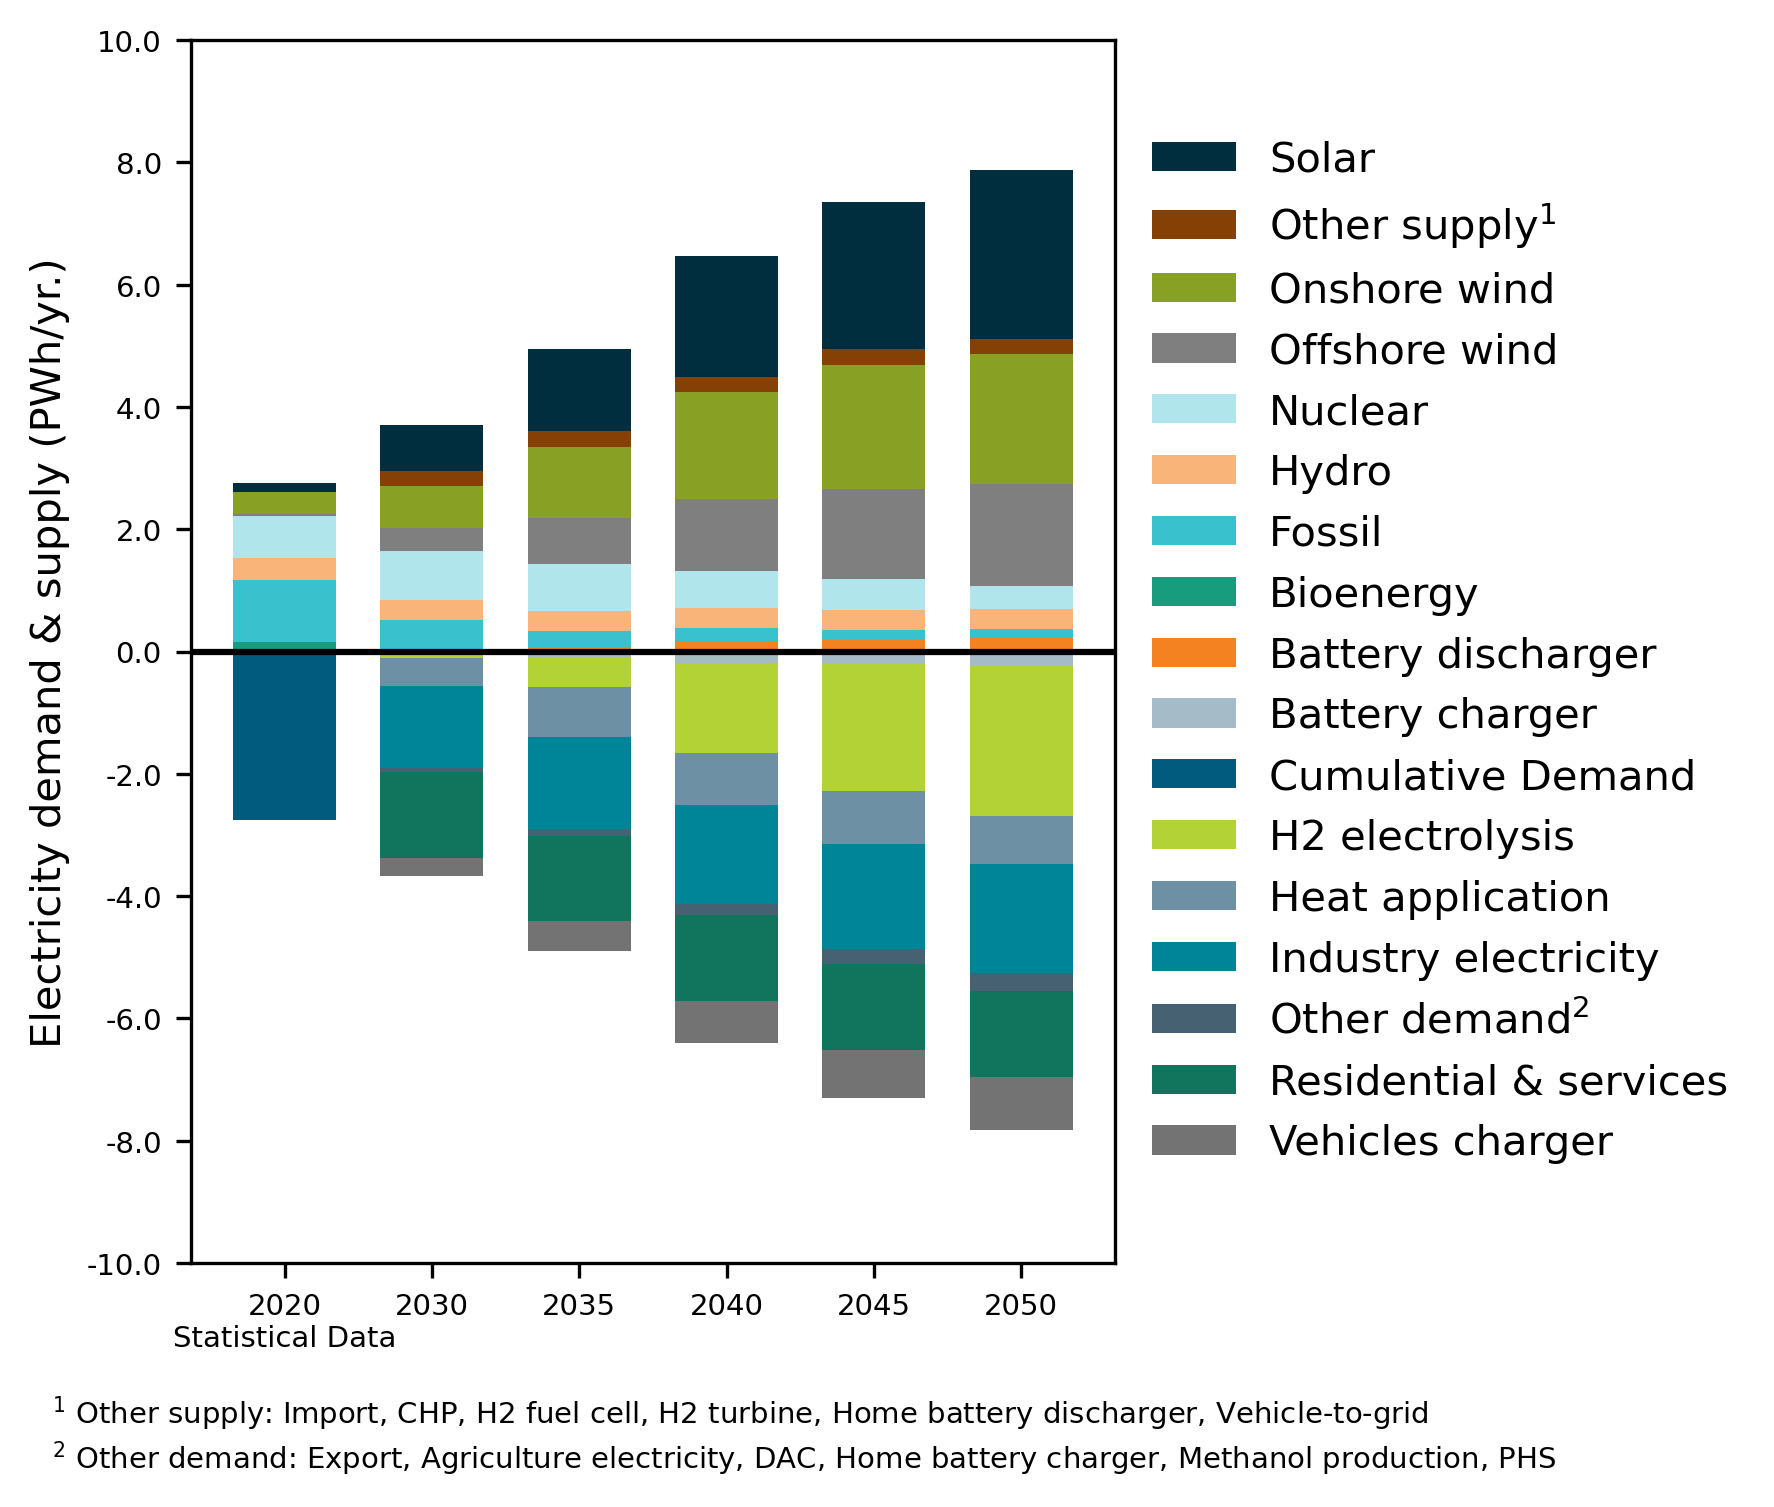 Electricity demand & supply (PWh/yr.)
10.0
8.0
6.0
4.0
2.0
0.0
-2.0
-4.0
-6.0
-8.0
-10.0
2020 2030 2035 2040 2045 2050
Statistical Data
Solar
Other supply¹
Onshore wind
Offshore wind
Nuclear
Hydro
Fossil
Bioenergy
Battery discharger
Battery charger
Cumulative Demand
H2 electrolysis
Heat application
Industry electricity
Other demand²
Residential & services
Vehicles charger
¹ Other supply: Import, CHP, H2 fuel cell, H2 turbine, Home battery discharger, Vehicle-to-grid
² Other demand: Export, Agriculture electricity, DAC, Home battery charger, Methanol production, PHS